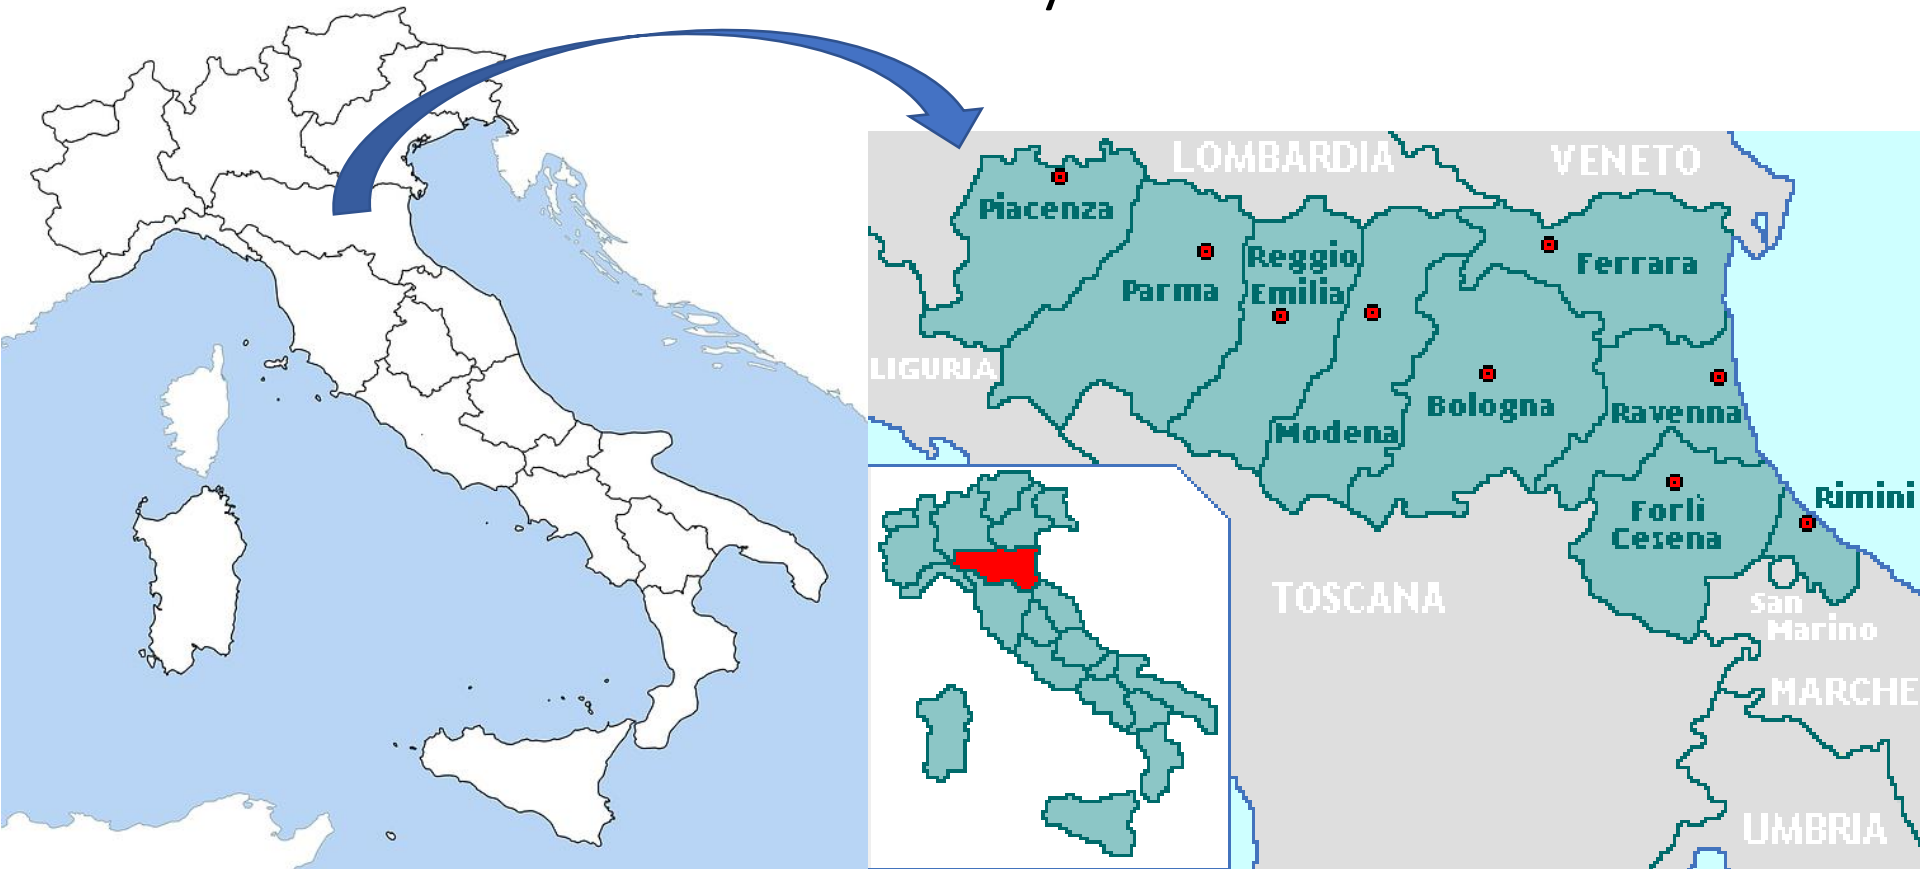 LOMBARDIA
VENETO
Piacenza
Reggio
Emilia
Ferrara
Parma
LIGURIA
Modena
Bologna
Ravenna
Rimini
Forlì
Cesena
TOSCANA
San
Marino
MARCHE
UMBRIA